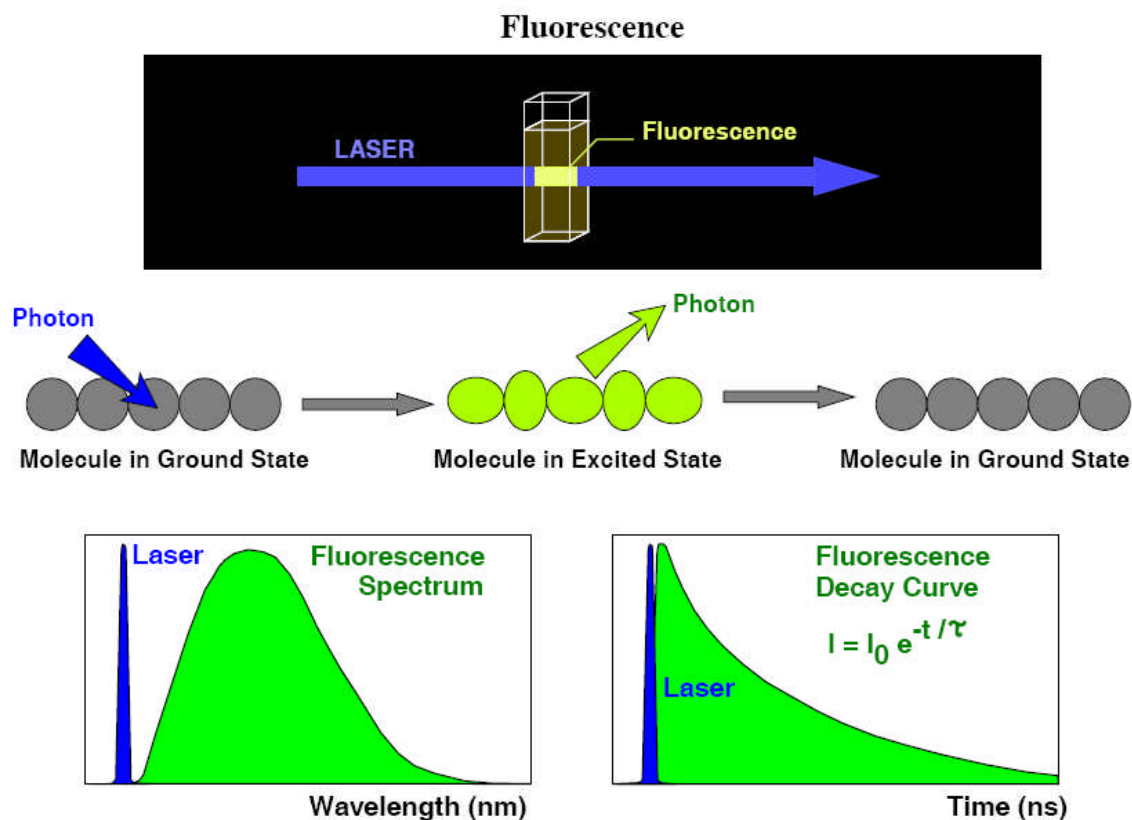 Fluorescence
LASER
Fluorescence
Photon
Photon
Molecule in Ground State
Molecule in Excited State
Molecule in Ground State
Laser
Fluorescence
Spectrum
Wavelength (nm)
Fluorescence
Decay Curve
I = I₀ e^-t/τ
Laser
Time (ns)